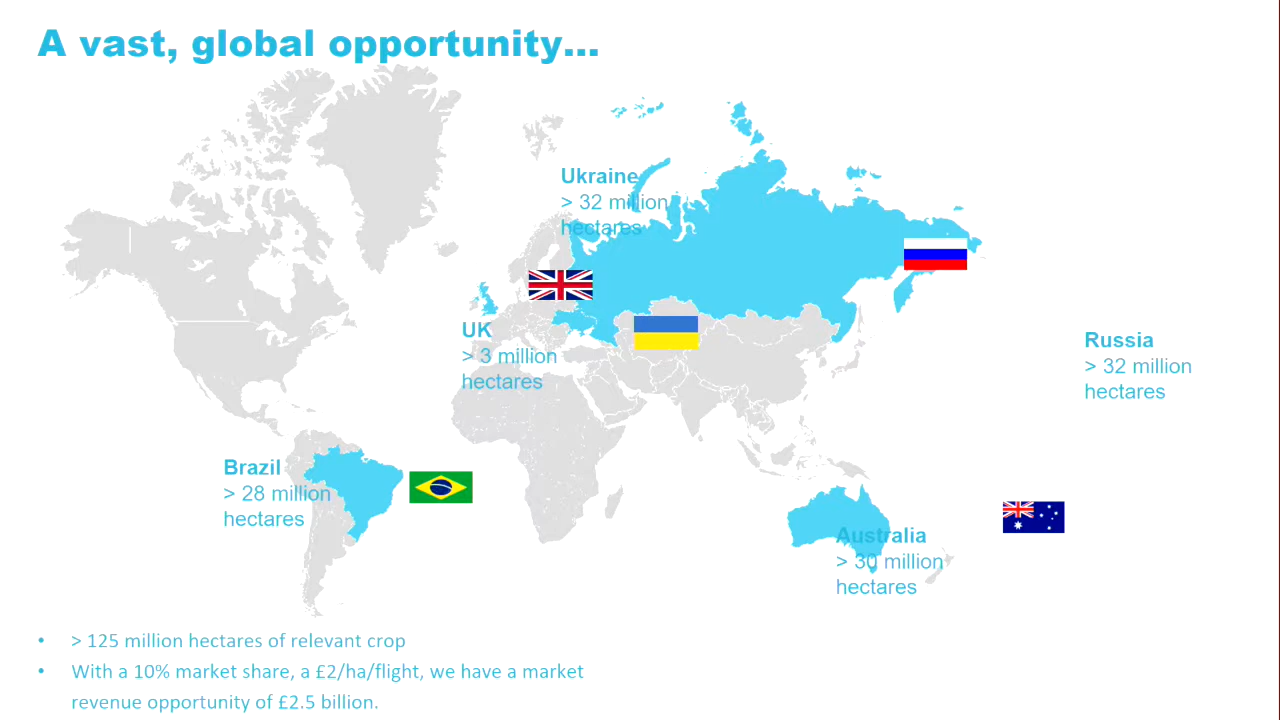 A vast, global opportunity...
Ukraine
> 32 million
hectares
UK
> 3 million
hectares
Russia
> 32 million
hectares
Brazil
> 28 million
hectares
Australia
> 30 million
hectares
• > 125 million hectares of relevant crop
• With a 10% market share, a £2/ha/flight, we have a market
revenue opportunity of £2.5 billion.